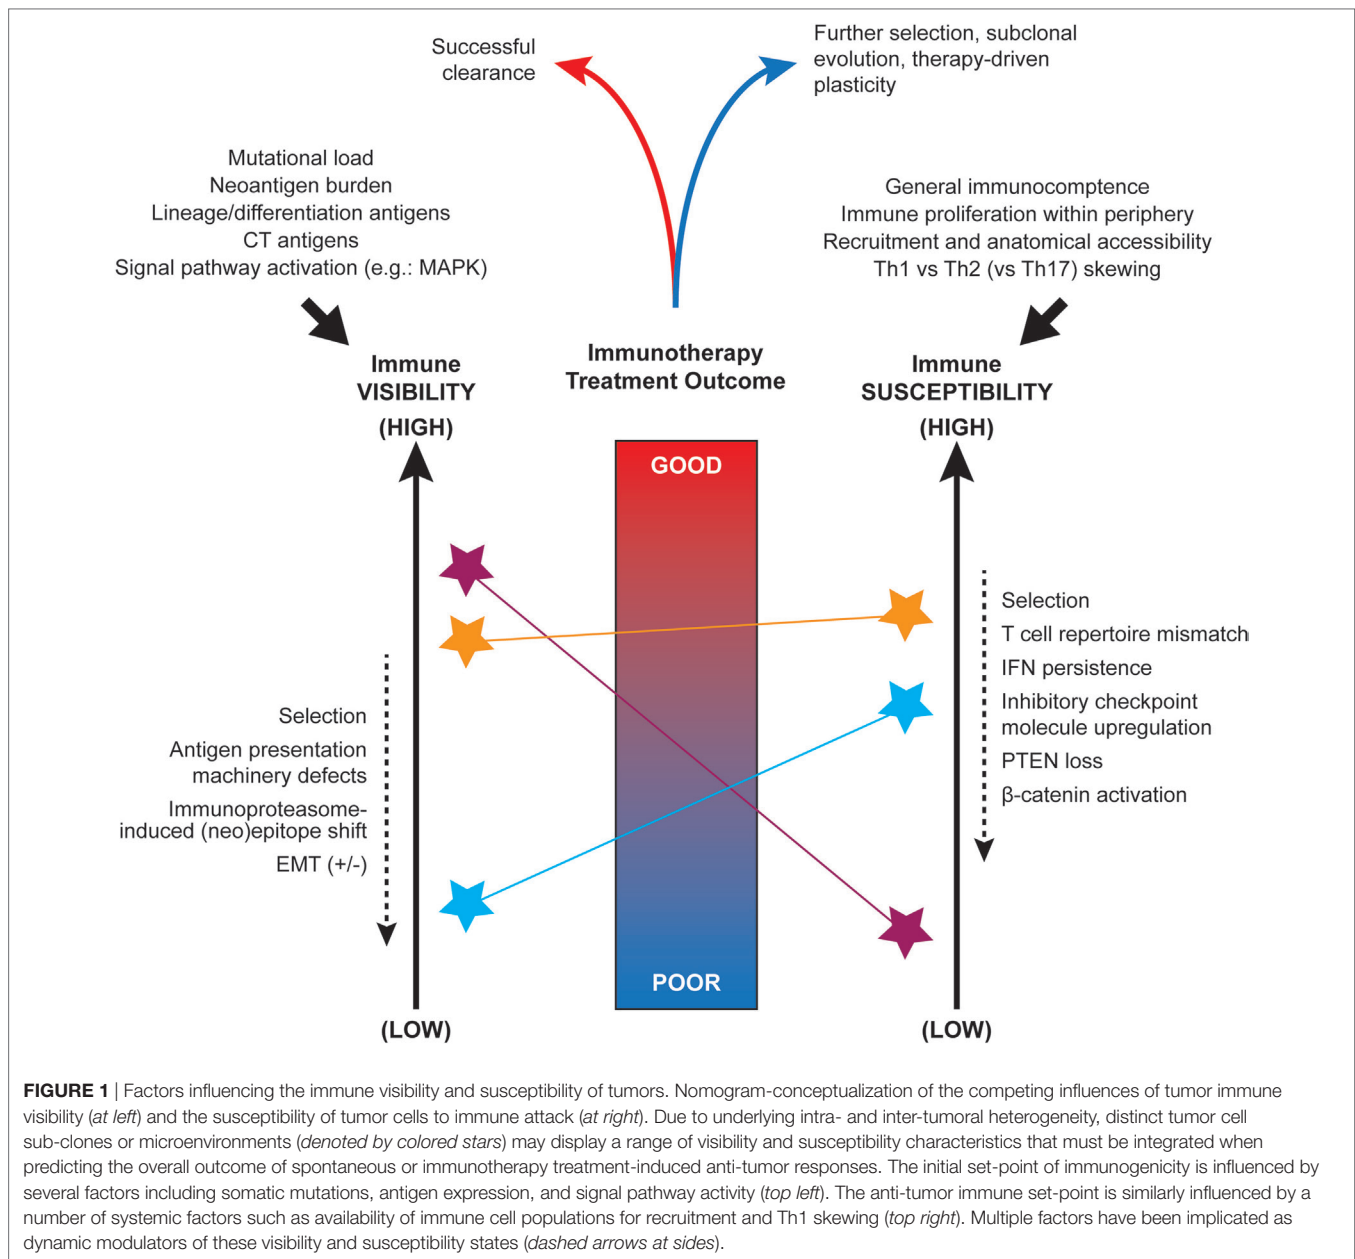 Successful
clearance
Further selection, subclonal
evolution, therapy-driven
plasticity
Mutational load
Neoantigen burden
Lineage/differentiation antigens
CT antigens
Signal pathway activation (e.g.: MAPK)
General immunocomptence
Immune proliferation within periphery
Recruitment and anatomical accessibility
Th1 vs Th2 (vs Th17) skewing
Immune
VISIBILITY
(HIGH)
Immunotherapy
Treatment Outcome
Immune
SUSCEPTIBILITY
(HIGH)
GOOD
Selection
Antigen presentation
machinery defects
Immunoproteasome-
induced (neo)epitope shift
EMT (+/-)
Selection
T cell repertoire mismatch
IFN persistence
Inhibitory checkpoint
molecule upregulation
PTEN loss
β-catenin activation
POOR
(LOW)
(LOW)
FIGURE 1 | Factors influencing the immune visibility and susceptibility of tumors. Nomogram-conceptualization of the competing influences of tumor immune
visibility (at left) and the susceptibility of tumor cells to immune attack (at right). Due to underlying intra- and inter-tumoral heterogeneity, distinct tumor cell
sub-clones or microenvironments (denoted by colored stars) may display a range of visibility and susceptibility characteristics that must be integrated when
predicting the overall outcome of spontaneous or immunotherapy treatment-induced anti-tumor responses. The initial set-point of immunogenicity is influenced by
several factors including somatic mutations, antigen expression, and signal pathway activity (top left). The anti-tumor immune set-point is similarly influenced by a
number of systemic factors such as availability of immune cell populations for recruitment and Th1 skewing (top right). Multiple factors have been implicated as
dynamic modulators of these visibility and susceptibility states (dashed arrows at sides).